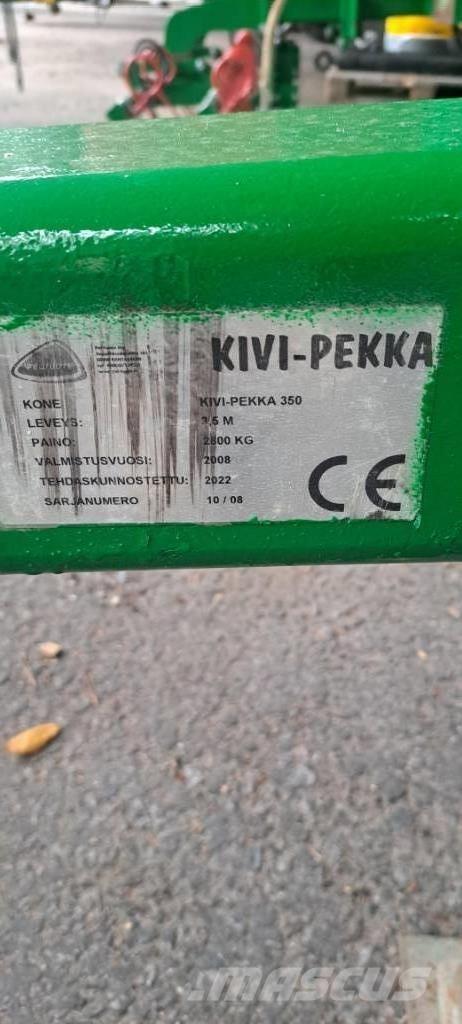 KIVI-PEKKA
KONE KIVI-PEKKA 350
LEVEYS: 3,5 M
PAINO: 2800 KG
VALMISTUSVUOSI: 2008
TEHDASKUNNOSTETTU: 2022
SARJANUMERO 10 / 08
CE
MASCUS